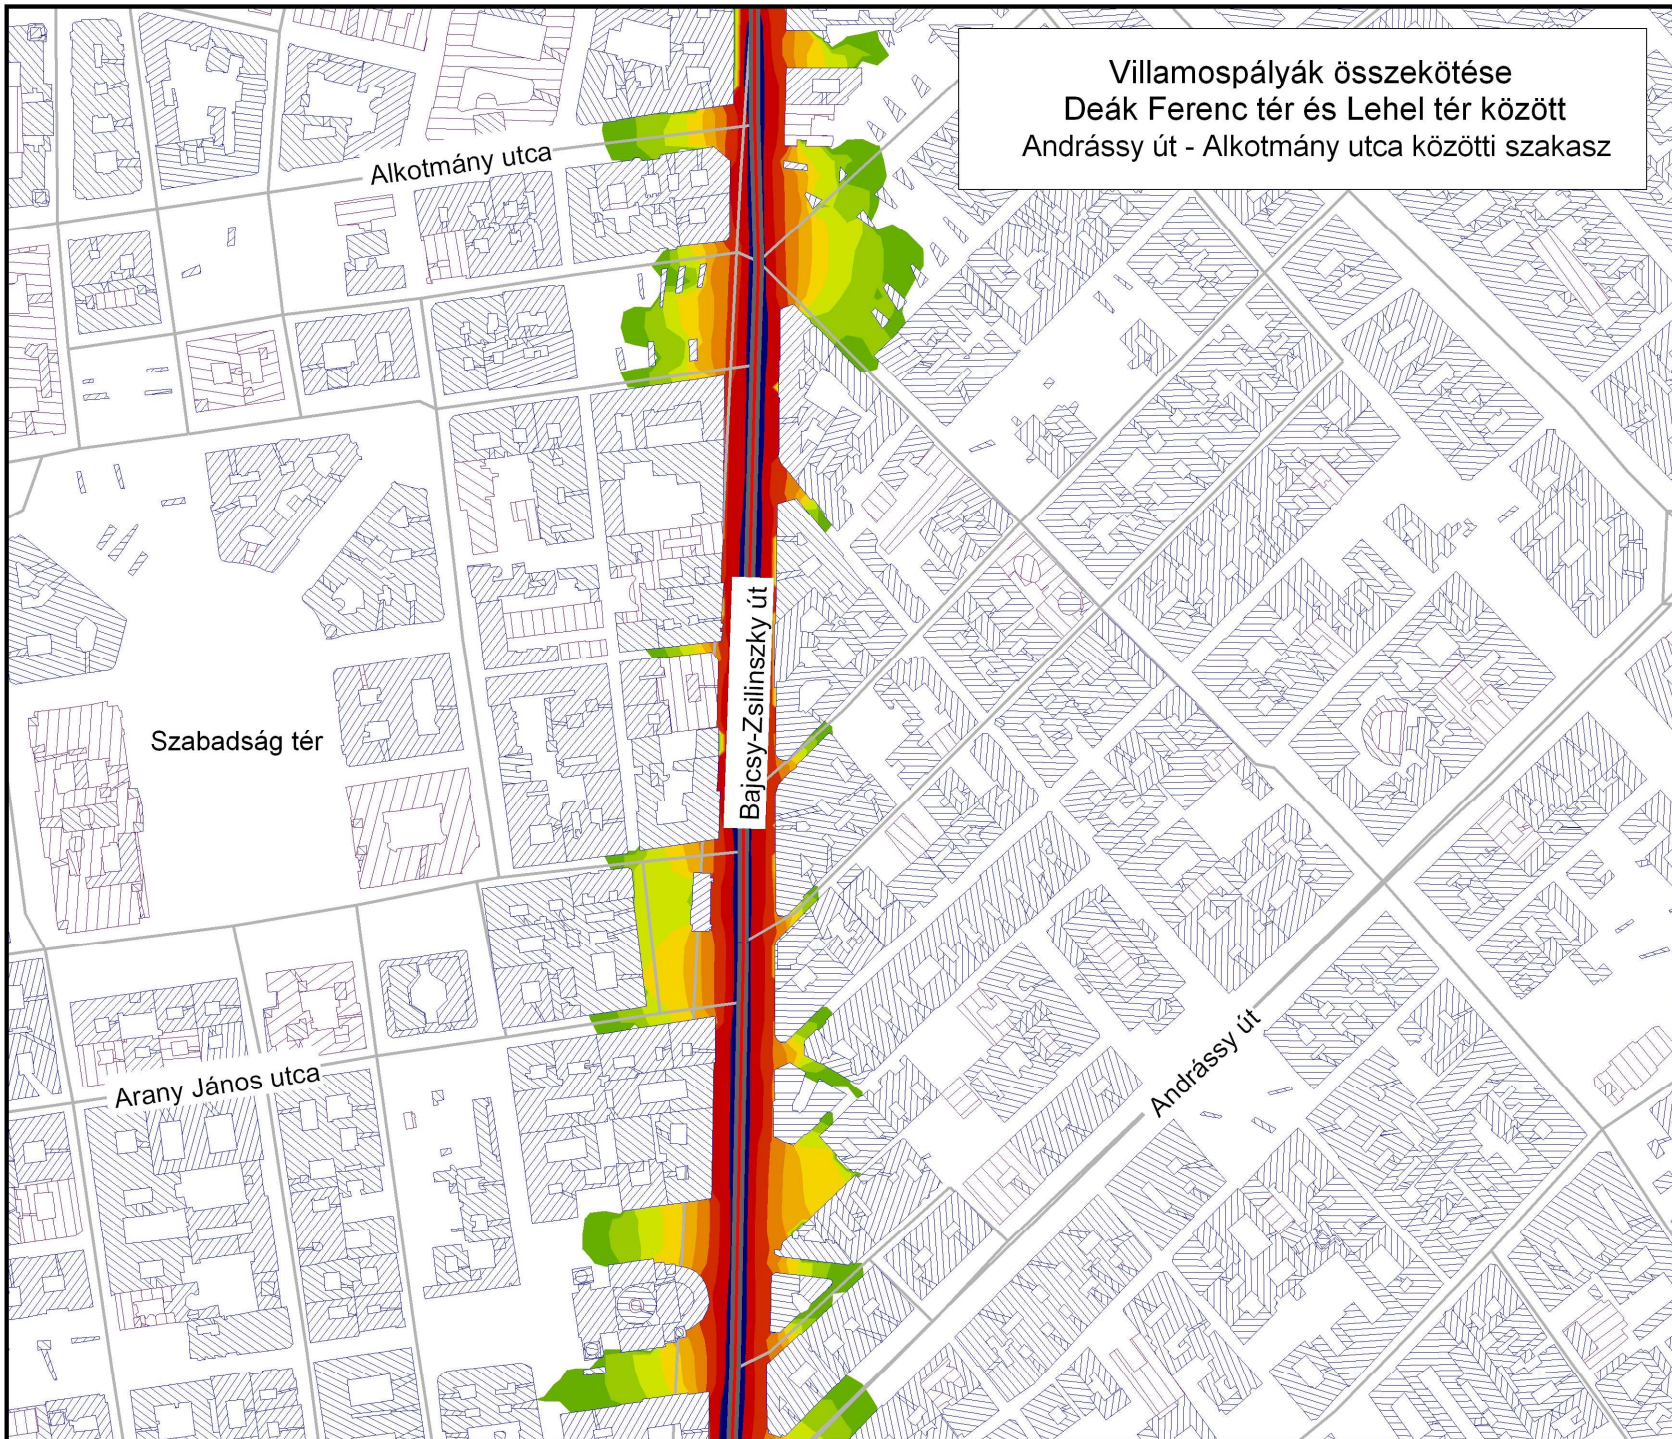 Villamospályák összekötése
Deák Ferenc tér és Lehel tér között
Andrássy út - Alkotmány utca közötti szakasz
Alkotmány utca
Bajcsy-Zsilinszky út
Szabadság tér
Andrássy út
Arany János utca